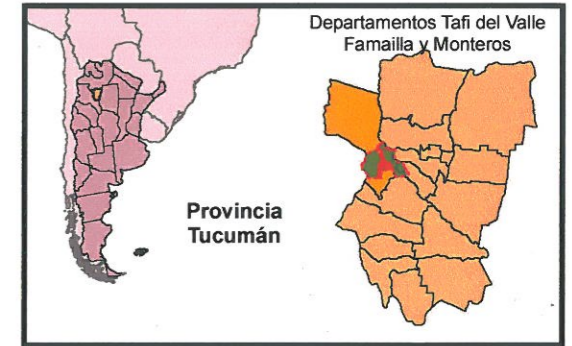 Departamentos Tafi del Valle
Famailla y Monteros
Provincia
Tucumán